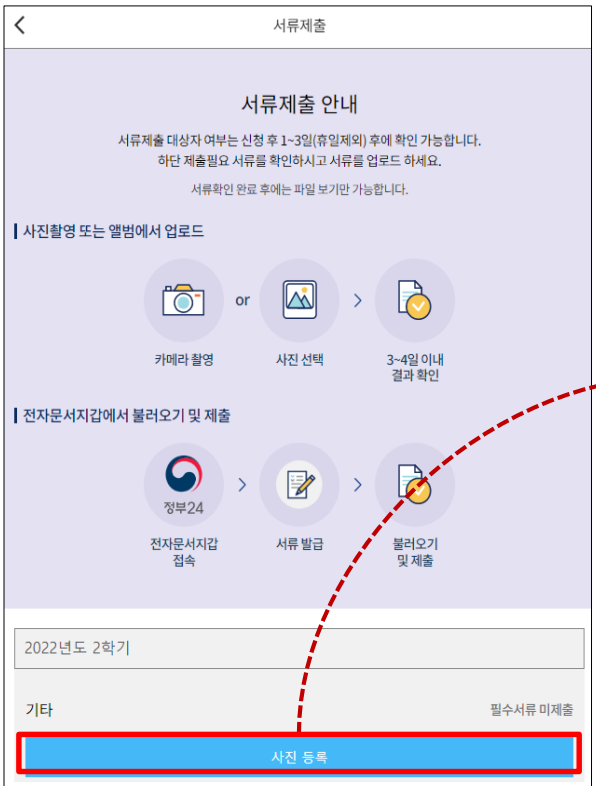 서류제출
서류제출 안내
서류제출 대상자 여부는 신청 후 1~3일(휴일제외) 후에 확인 가능합니다.
하단 제출필요 서류를 확인하시고 서류를 업로드 하세요.
서류확인 완료 후에는 파일 보기만 가능합니다.
사진촬영 또는 앨범에서 업로드
or
카메라 촬영
사진 선택
3~4일 이내
결과 확인
전자문서지갑에서 불러오기 및 제출
정부24
전자문서지갑
접속
서류 발급
불러오기
및 제출
2022년도 2학기
기타
필수서류 미제출
사진 등록